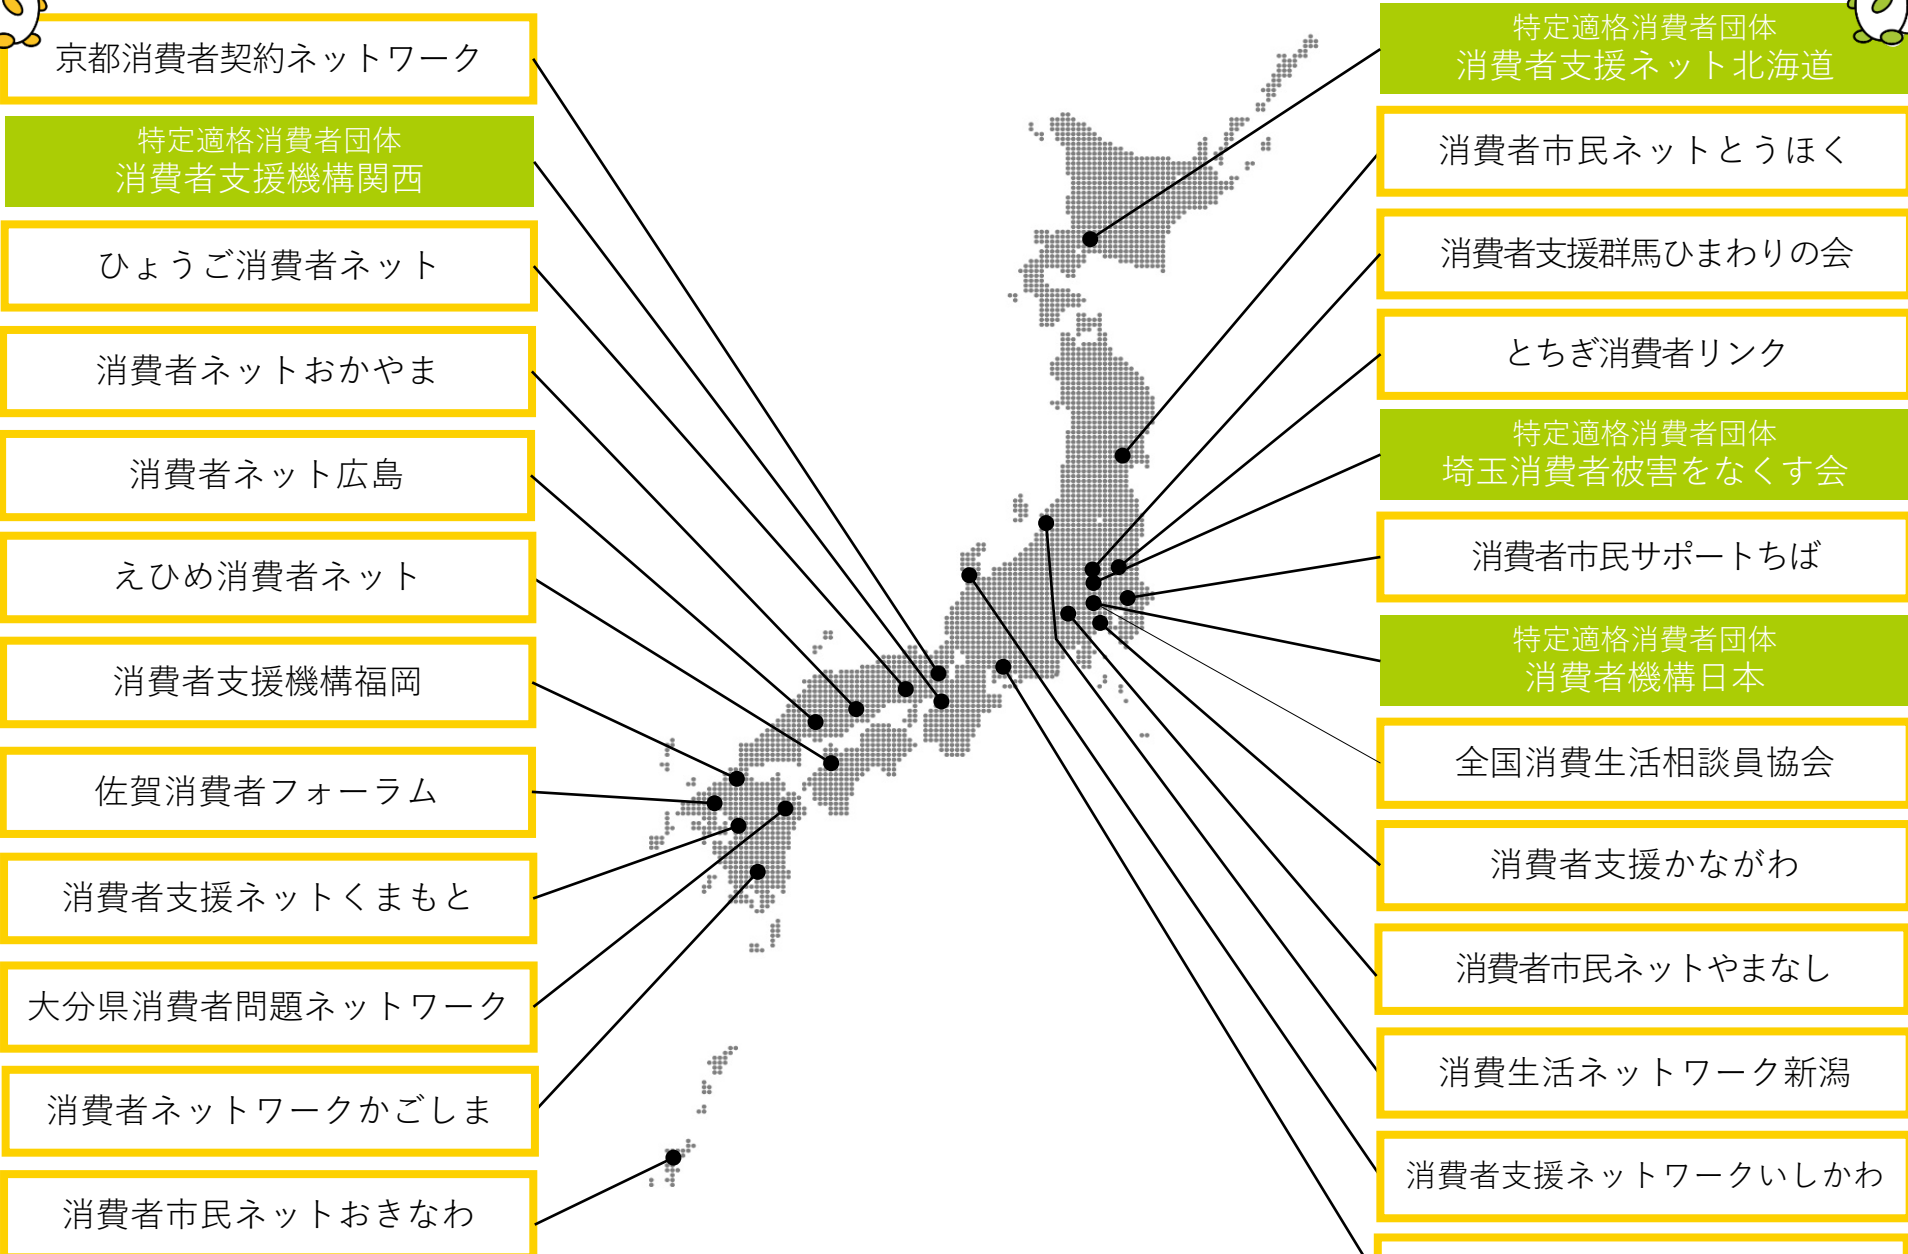 京都消費者契約ネットワーク
特定適格消費者団体
消費者支援機構関西
ひょうご消費者ネット
消費者ネットおかやま
消費者ネット広島
えひめ消費者ネット
消費者支援機構福岡
佐賀消費者フォーラム
消費者支援ネットくまもと
大分県消費者問題ネットワーク
消費者ネットワークかごしま
消費者市民ネットおきなわ
特定適格消費者団体
消費者支援ネット北海道
消費者市民ネットとうほく
消費者支援群馬ひまわりの会
とちぎ消費者リンク
特定適格消費者団体
埼玉消費者被害をなくす会
消費者市民サポートちば
特定適格消費者団体
消費者機構日本
全国消費生活相談員協会
消費者支援かながわ
消費者市民ネットやまなし
消費生活ネットワーク新潟
消費者支援ネットワークいしかわ